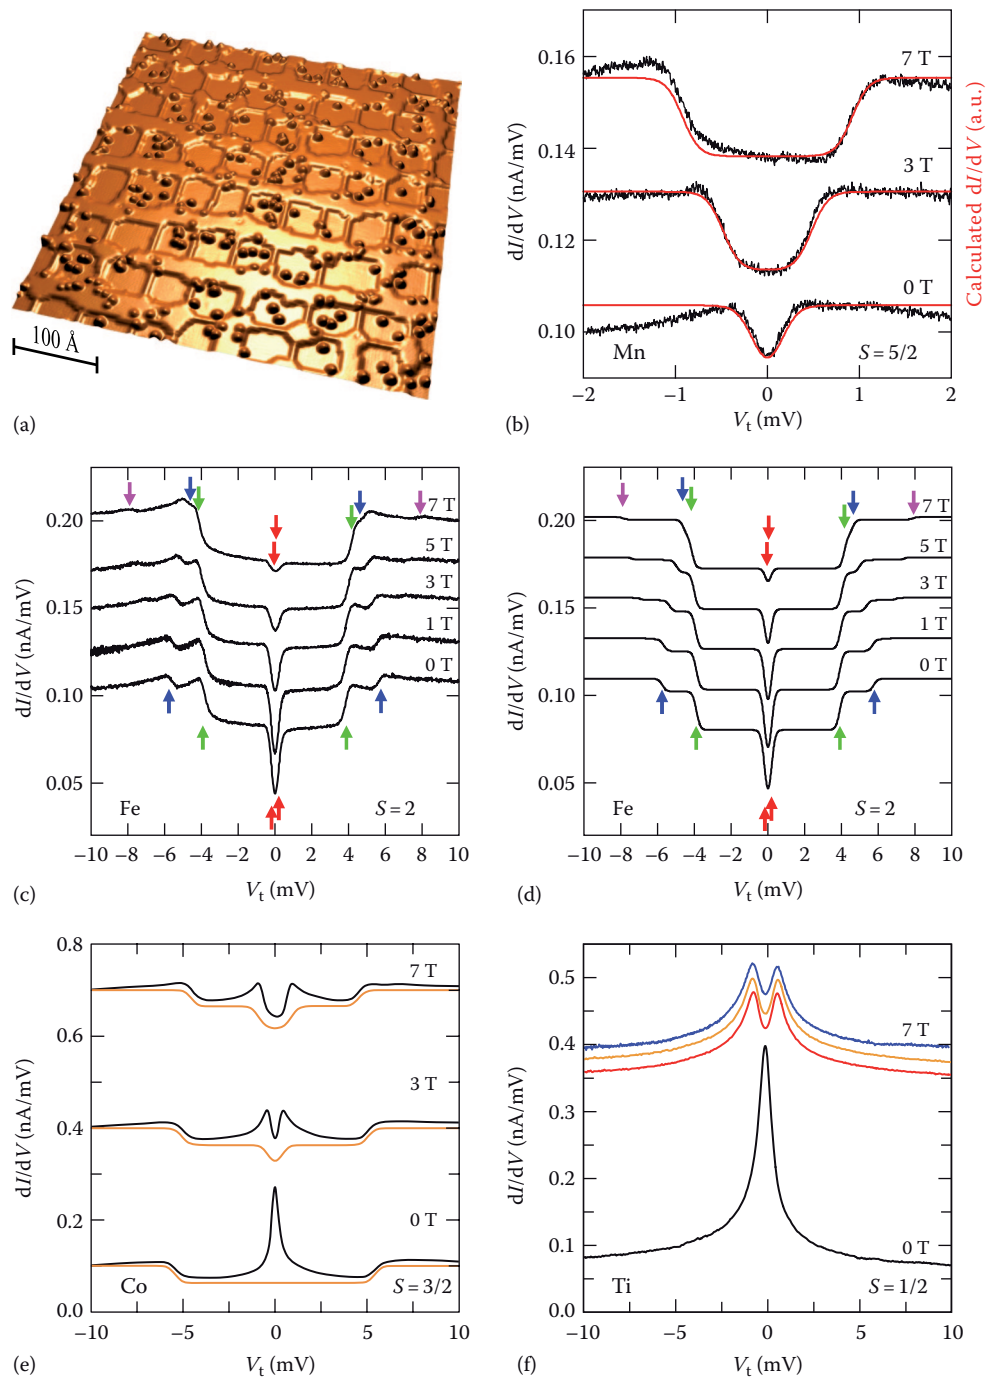 100 Å
(a)
0.16
0.14
0.12
0.10
dI/dV (nA/mV)
7 T
3 T
0 T
Mn
S = 5/2
Calculated dI/dV (a.u.)
−2
−1
0
1
2
(b)
Vt (mV)
0.20
0.15
0.10
0.05
dI/dV (nA/mV)
7 T
5 T
3 T
1 T
0 T
Fe
S = 2
−10 −8 −6 −4 −2 0 2 4 6 8 10
(c)
Vt (mV)
0.20
0.15
0.10
0.05
dI/dV (nA/mV)
7 T
5 T
3 T
1 T
0 T
Fe
S = 2
−10 −8 −6 −4 −2 0 2 4 6 8 10
(d)
Vt (mV)
0.8
0.6
0.4
0.2
0.0
dI/dV (nA/mV)
7 T
3 T
0 T
Co
S = 3/2
−10 −5 0 5 10
(e)
Vt (mV)
0.5
0.4
0.3
0.2
0.1
0.0
dI/dV (nA/mV)
7 T
0 T
Ti
S = 1/2
−10 −5 0 5 10
(f)
Vt (mV)